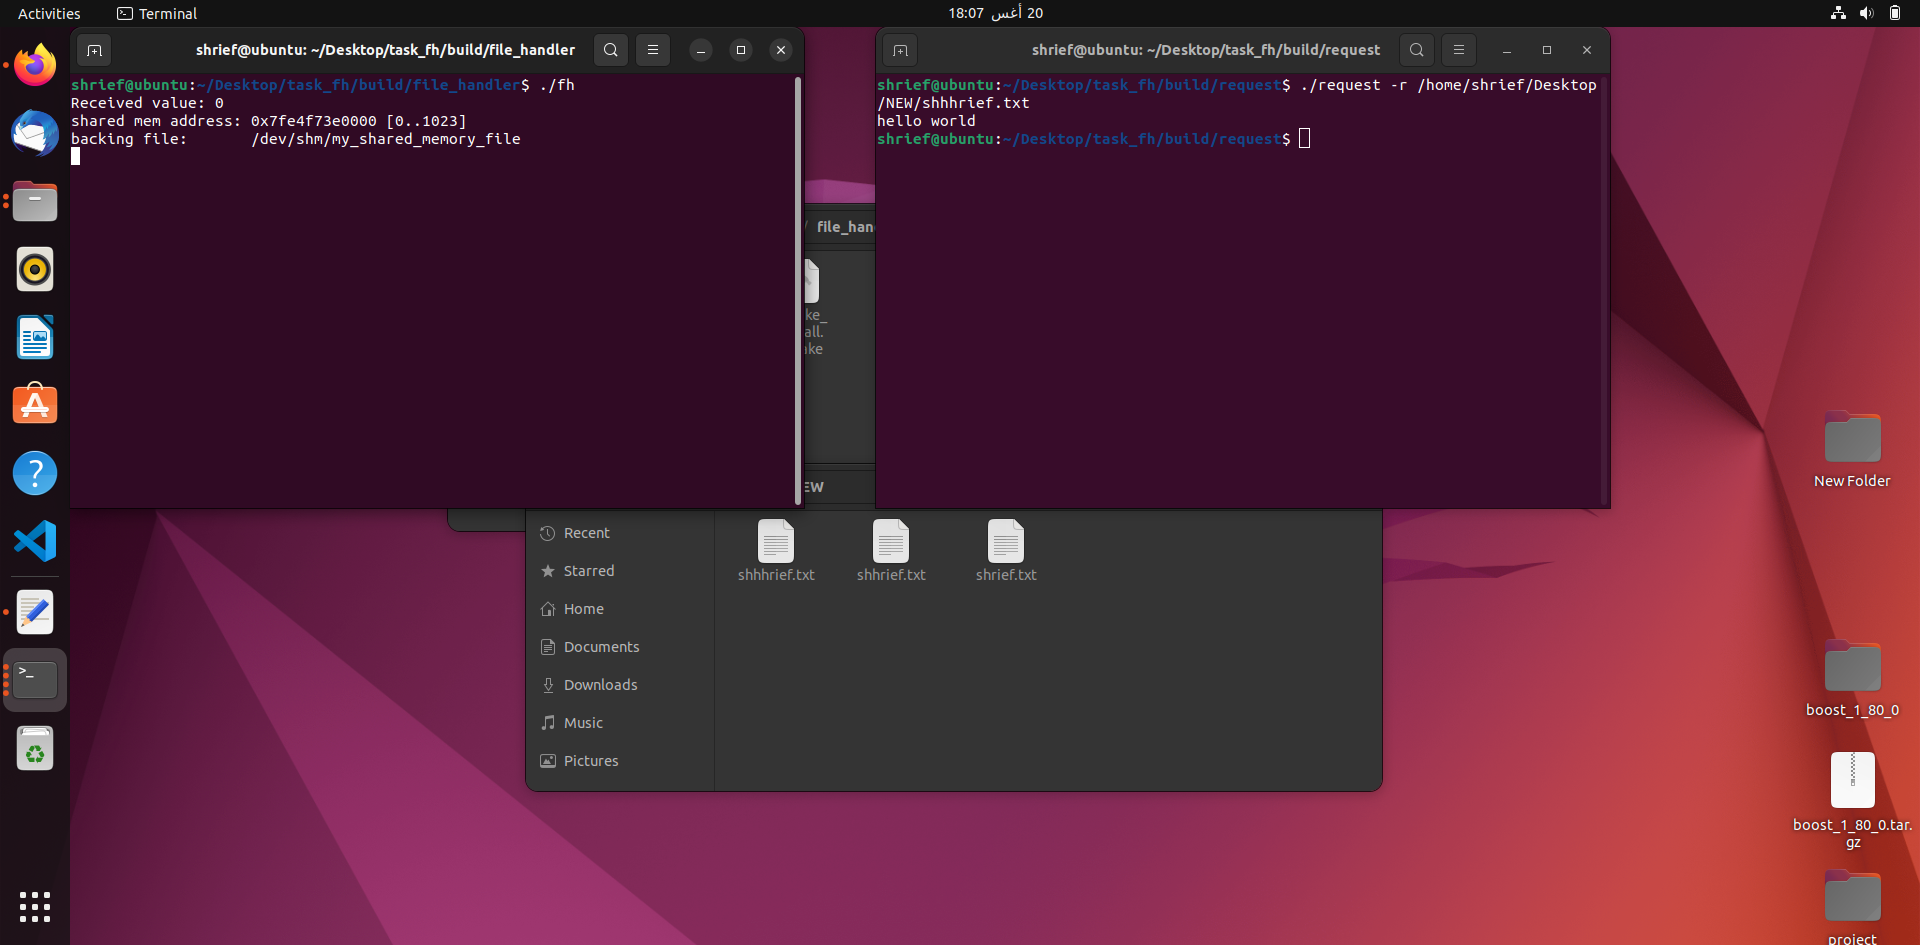 Activities
Terminal
20 أغس 18:07
shrief@ubuntu: ~/Desktop/task_fh/build/file_handler
shrief@ubuntu:~/Desktop/task_fh/build/file_handler$ ./fh
Received value: 0
shared mem address: 0x7fe4f73e0000 [0..1023]
backing file:       /dev/shm/my_shared_memory_file
shrief@ubuntu: ~/Desktop/task_fh/build/request
shrief@ubuntu:~/Desktop/task_fh/build/request$ ./request -r /home/shrief/Desktop
/NEW/shhhrief.txt
hello world
shrief@ubuntu:~/Desktop/task_fh/build/request$
/ file_han
ke_
all.
ke
EW
Recent
Starred
Home
Documents
Downloads
Music
Pictures
shhhrief.txt
shhrief.txt
shrief.txt
New Folder
boost_1_80_0
boost_1_80_0.tar.
gz
project